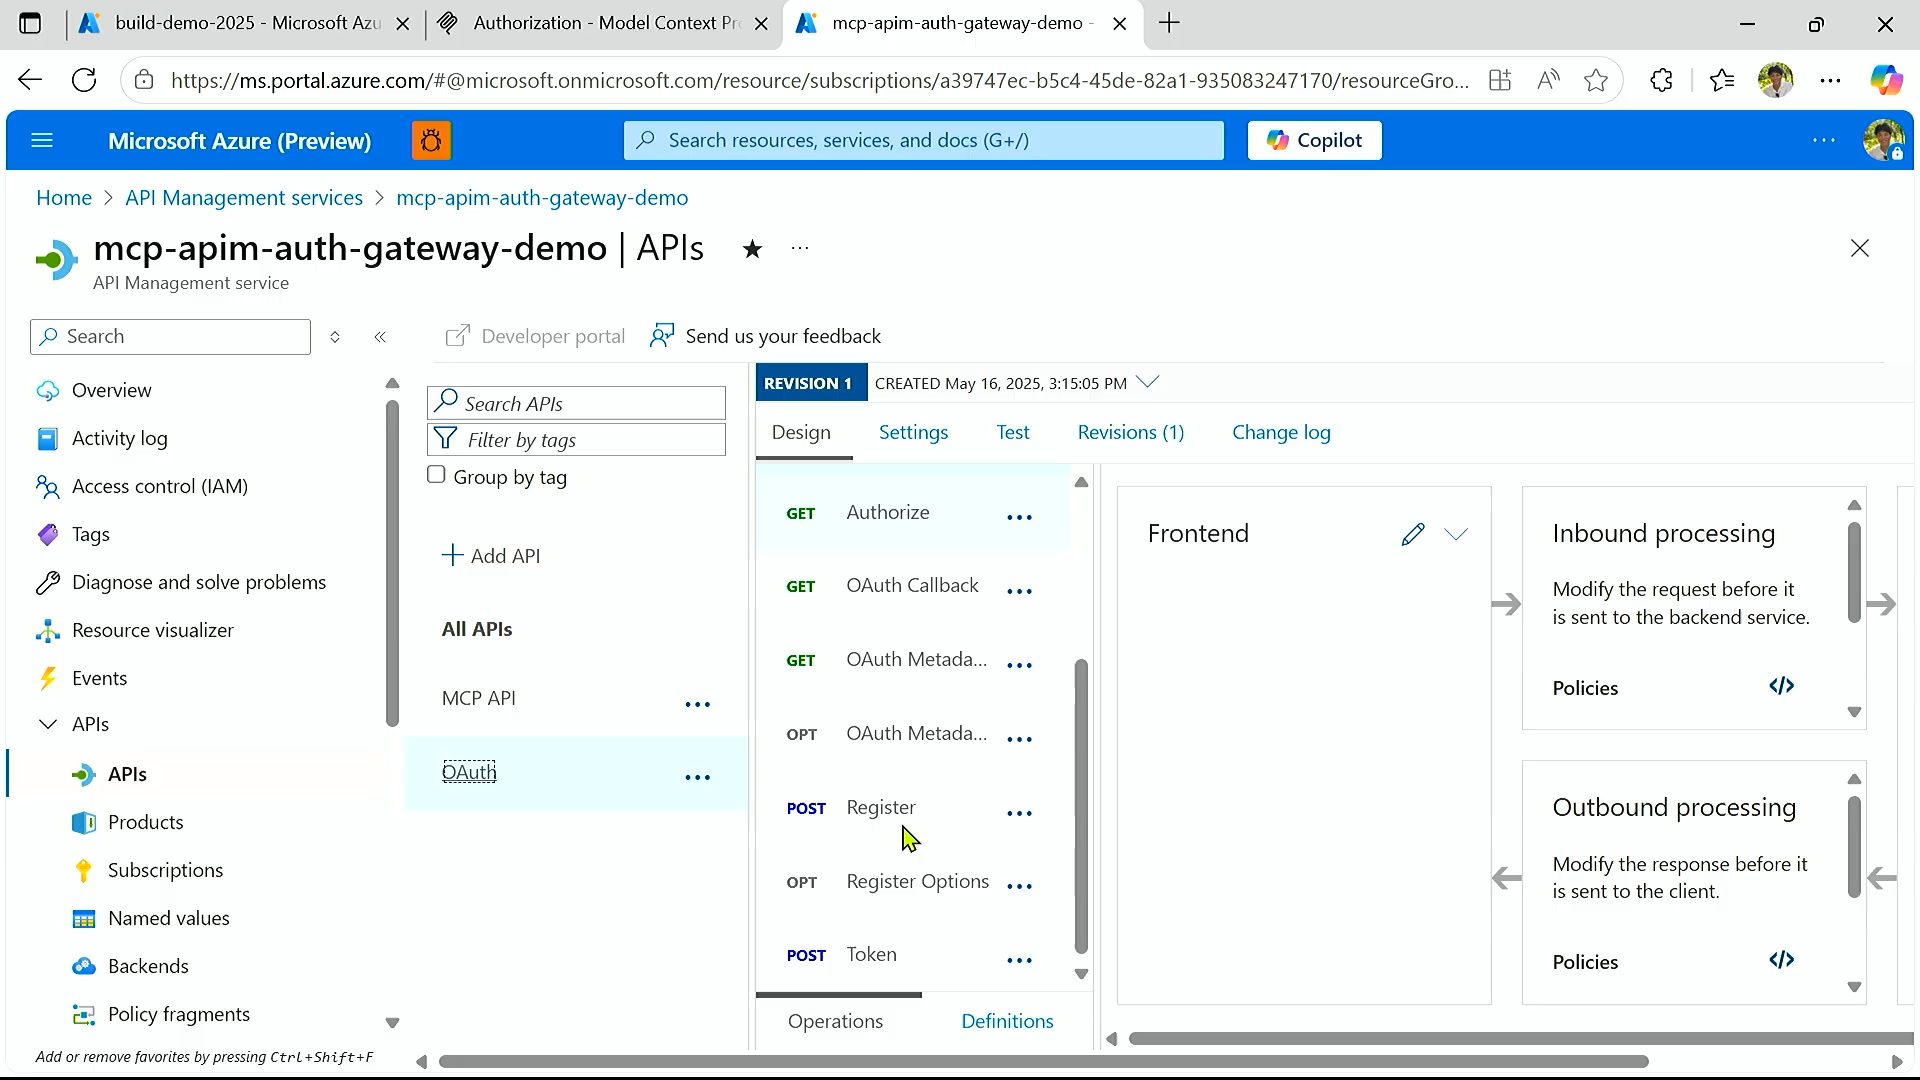 build-demo-2025 - Microsoft Azu
Authorization - Model Context Pr
mcp-apim-auth-gateway-demo -
https://ms.portal.azure.com/#@microsoft.onmicrosoft.com/resource/subscriptions/a39747ec-b5c4-45de-82a1-935083247170/resourceGro...
Microsoft Azure (Preview)
Search resources, services, and docs (G+/)
Copilot
Home > API Management services > mcp-apim-auth-gateway-demo
mcp-apim-auth-gateway-demo | APIs
API Management service
Search
Overview
Activity log
Access control (IAM)
Tags
Diagnose and solve problems
Resource visualizer
Events
APIs
APIs
Products
Subscriptions
Named values
Backends
Policy fragments
Add or remove favorites by pressing Ctrl+Shift+F
Developer portal
Send us your feedback
Search APIs
Filter by tags
Group by tag
Add API
All APIs
MCP API
OAuth
REVISION 1
CREATED May 16, 2025, 3:15:05 PM
Design
Settings
Test
Revisions (1)
Change log
GET Authorize
GET OAuth Callback
GET OAuth Metada...
OPT OAuth Metada...
POST Register
OPT Register Options
POST Token
Operations
Definitions
Frontend
Inbound processing
Modify the request before it
is sent to the backend service.
Policies
Outbound processing
Modify the response before it
is sent to the client.
Policies